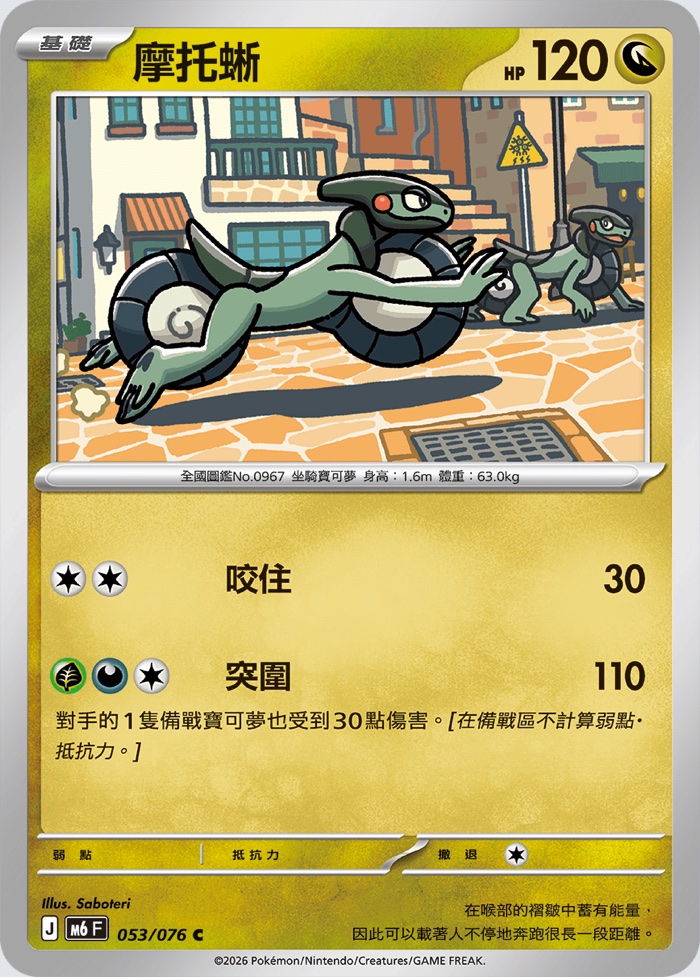 基礎
摩托蜥
HP 120
全國圖鑑No.0967 坐騎寶可夢 身高：1.6m 體重：63.0kg
咬住 30
突圍 110
對手的1隻備戰寶可夢也受到30點傷害。[在備戰區不計算弱點・
抵抗力。]
弱點 抵抗力 撤退
Illus. Saboteri
J M6 F 053/076 C
在喉部的褶皺中蓄有能量，
因此可以載著人不停地奔跑很長一段距離。
©2026 Pokémon/Nintendo/Creatures/GAME FREAK.